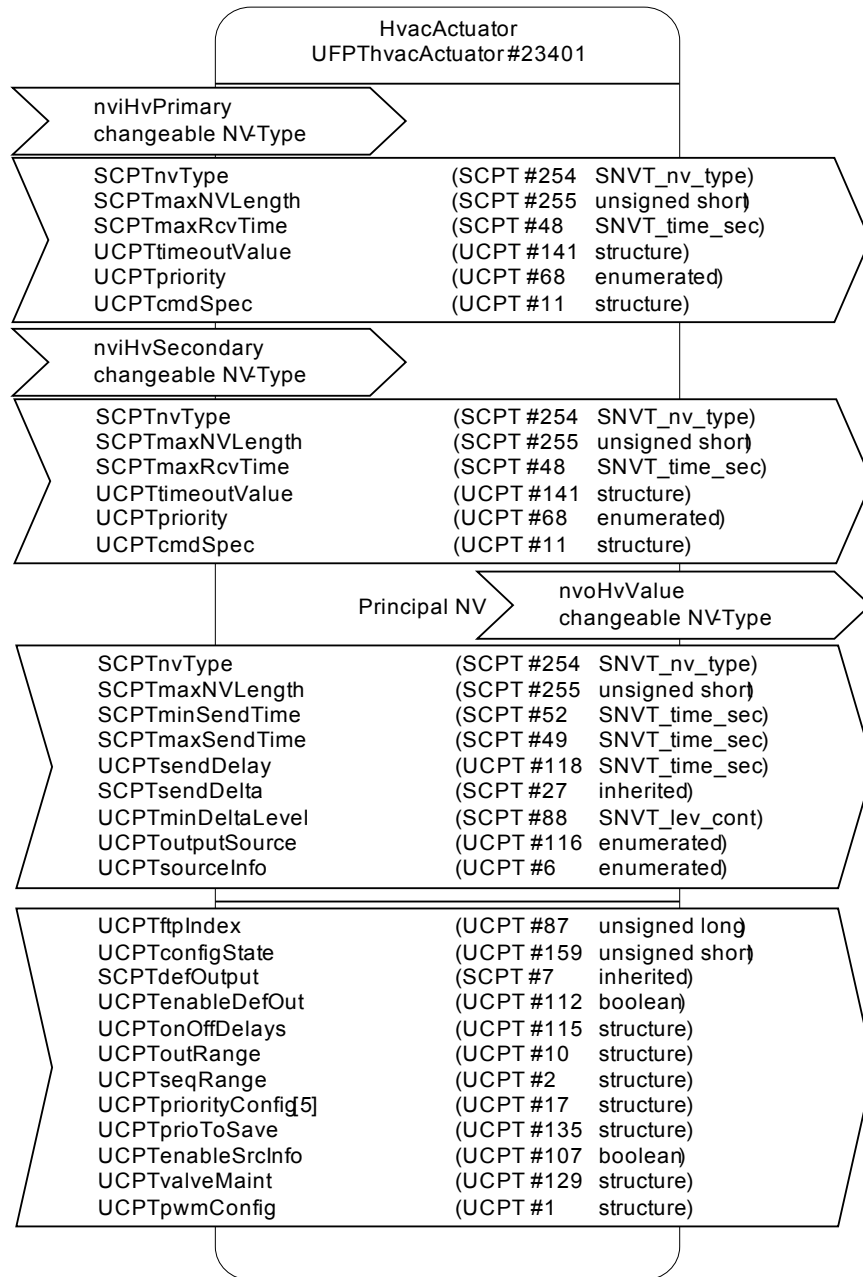 HvacActuator
UFPThvacActuator#23401
nviHvPrimary
changeable NV-Type
SCPTnvType (SCPT #254 SNVT_nv_type)
SCPTmaxNVLength (SCPT #255 unsigned short)
SCPTmaxRcvTime (SCPT #48 SNVT_time_sec)
UCPTtimeoutValue (UCPT #141 structure)
UCPTpriority (UCPT #68 enumerated)
UCPTcmdSpec (UCPT #11 structure)
nviHvSecondary
changeable NV-Type
SCPTnvType (SCPT #254 SNVT_nv_type)
SCPTmaxNVLength (SCPT #255 unsigned short)
SCPTmaxRcvTime (SCPT #48 SNVT_time_sec)
UCPTtimeoutValue (UCPT #141 structure)
UCPTpriority (UCPT #68 enumerated)
UCPTcmdSpec (UCPT #11 structure)
Principal NV
nvoHvValue
changeable NV-Type
SCPTnvType (SCPT #254 SNVT_nv_type)
SCPTmaxNVLength (SCPT #255 unsigned short)
SCPTminSendTime (SCPT #52 SNVT_time_sec)
SCPTmaxSendTime (SCPT #49 SNVT_time_sec)
UCPTsendDelay (UCPT #118 SNVT_time_sec)
SCPTsendDelta (SCPT #27 inherited)
UCPTminDeltaLevel (SCPT #88 SNVT_lev_cont)
UCPToutputSource (UCPT #116 enumerated)
UCPTsourceInfo (UCPT #6 enumerated)
UCPTftpIndex (UCPT #87 unsigned long)
UCPTconfigState (UCPT #159 unsigned short)
SCPTdefOutput (SCPT #7 inherited)
UCPTenableDefOut (UCPT #112 boolean)
UCPTonOffDelays (UCPT #115 structure)
UCPToutRange (UCPT #10 structure)
UCPTseqRange (UCPT #2 structure)
UCPTpriorityConfig[5] (UCPT #17 structure)
UCPTprioToSave (UCPT #135 structure)
UCPTenableSrcInfo (UCPT #107 boolean)
UCPTvalveMaint (UCPT #129 structure)
UCPTpwmConfig (UCPT #1 structure)